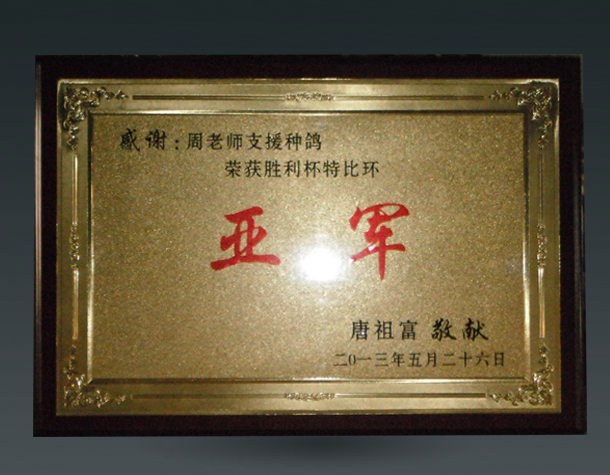 感谢:周老师支援种鸽
荣获胜利杯特比环
亚军
唐祖富 敬献
二0一三年五月二十六日